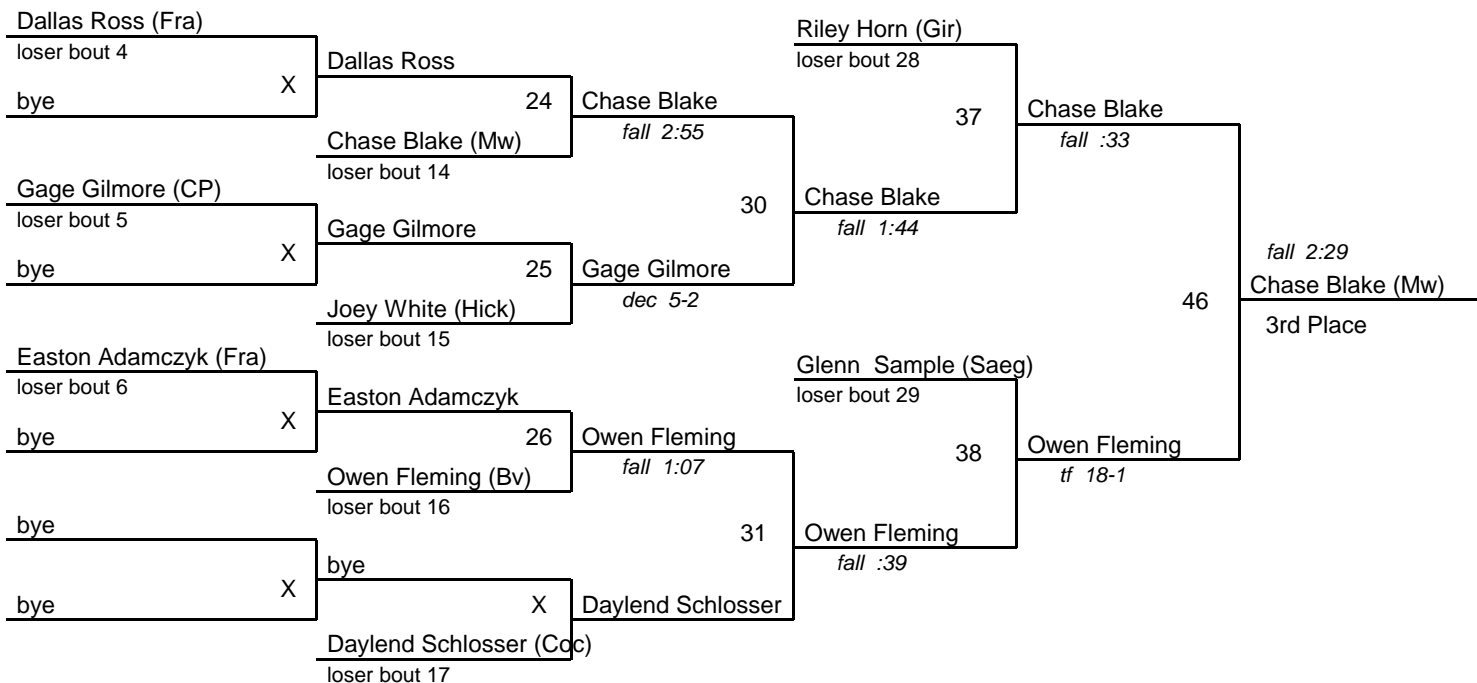 Dallas Ross (Fra)
loser bout 4
X
bye
Dallas Ross
24
Chase Blake (Mw)
loser bout 14
Chase Blake
fall 2:55
Gage Gilmore (CP)
loser bout 5
X
bye
Gage Gilmore
25
Joey White (Hick)
loser bout 15
Gage Gilmore
dec 5-2
30
Chase Blake
fall 1:44
Riley Horn (Gir)
loser bout 28
37
Chase Blake
fall :33
Easton Adamczyk (Fra)
loser bout 6
X
bye
Easton Adamczyk
26
Owen Fleming (Bv)
loser bout 16
Owen Fleming
fall 1:07
bye
X
bye
bye
X
Daylend Schlosser (Coc)
loser bout 17
Daylend Schlosser
31
Owen Fleming
fall :39
Glenn Sample (Saeg)
loser bout 29
38
Owen Fleming
tf 18-1
46
fall 2:29
Chase Blake (Mw)
3rd Place